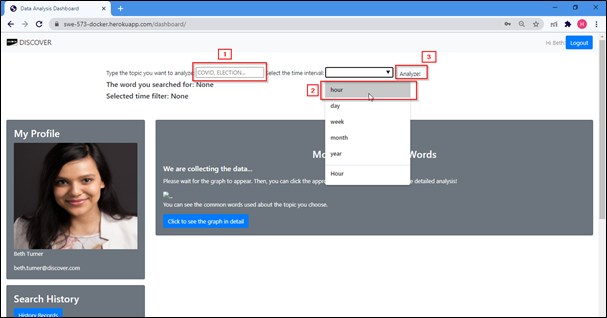 Data Analysis Dashboard
swe-573-docker.herokuapp.com/dashboard/
DISCOVER
Hi Beth! Logout
1
3
Type the topic you want to analyze: COVID, ELECTION... Select the time interval: Analyze!
The word you searched for: None
Selected time filter: None
2
hour
day
week
month
year
Hour
My Profile
Beth Turner
beth.turner@discover.com
Search History
History Records
Mo Words
We are collecting the data...
Please wait for the graph to appear. Then, you can click the appr e detailed analysis!
You can see the common words used about the topic you choose.
Click to see the graph in detail